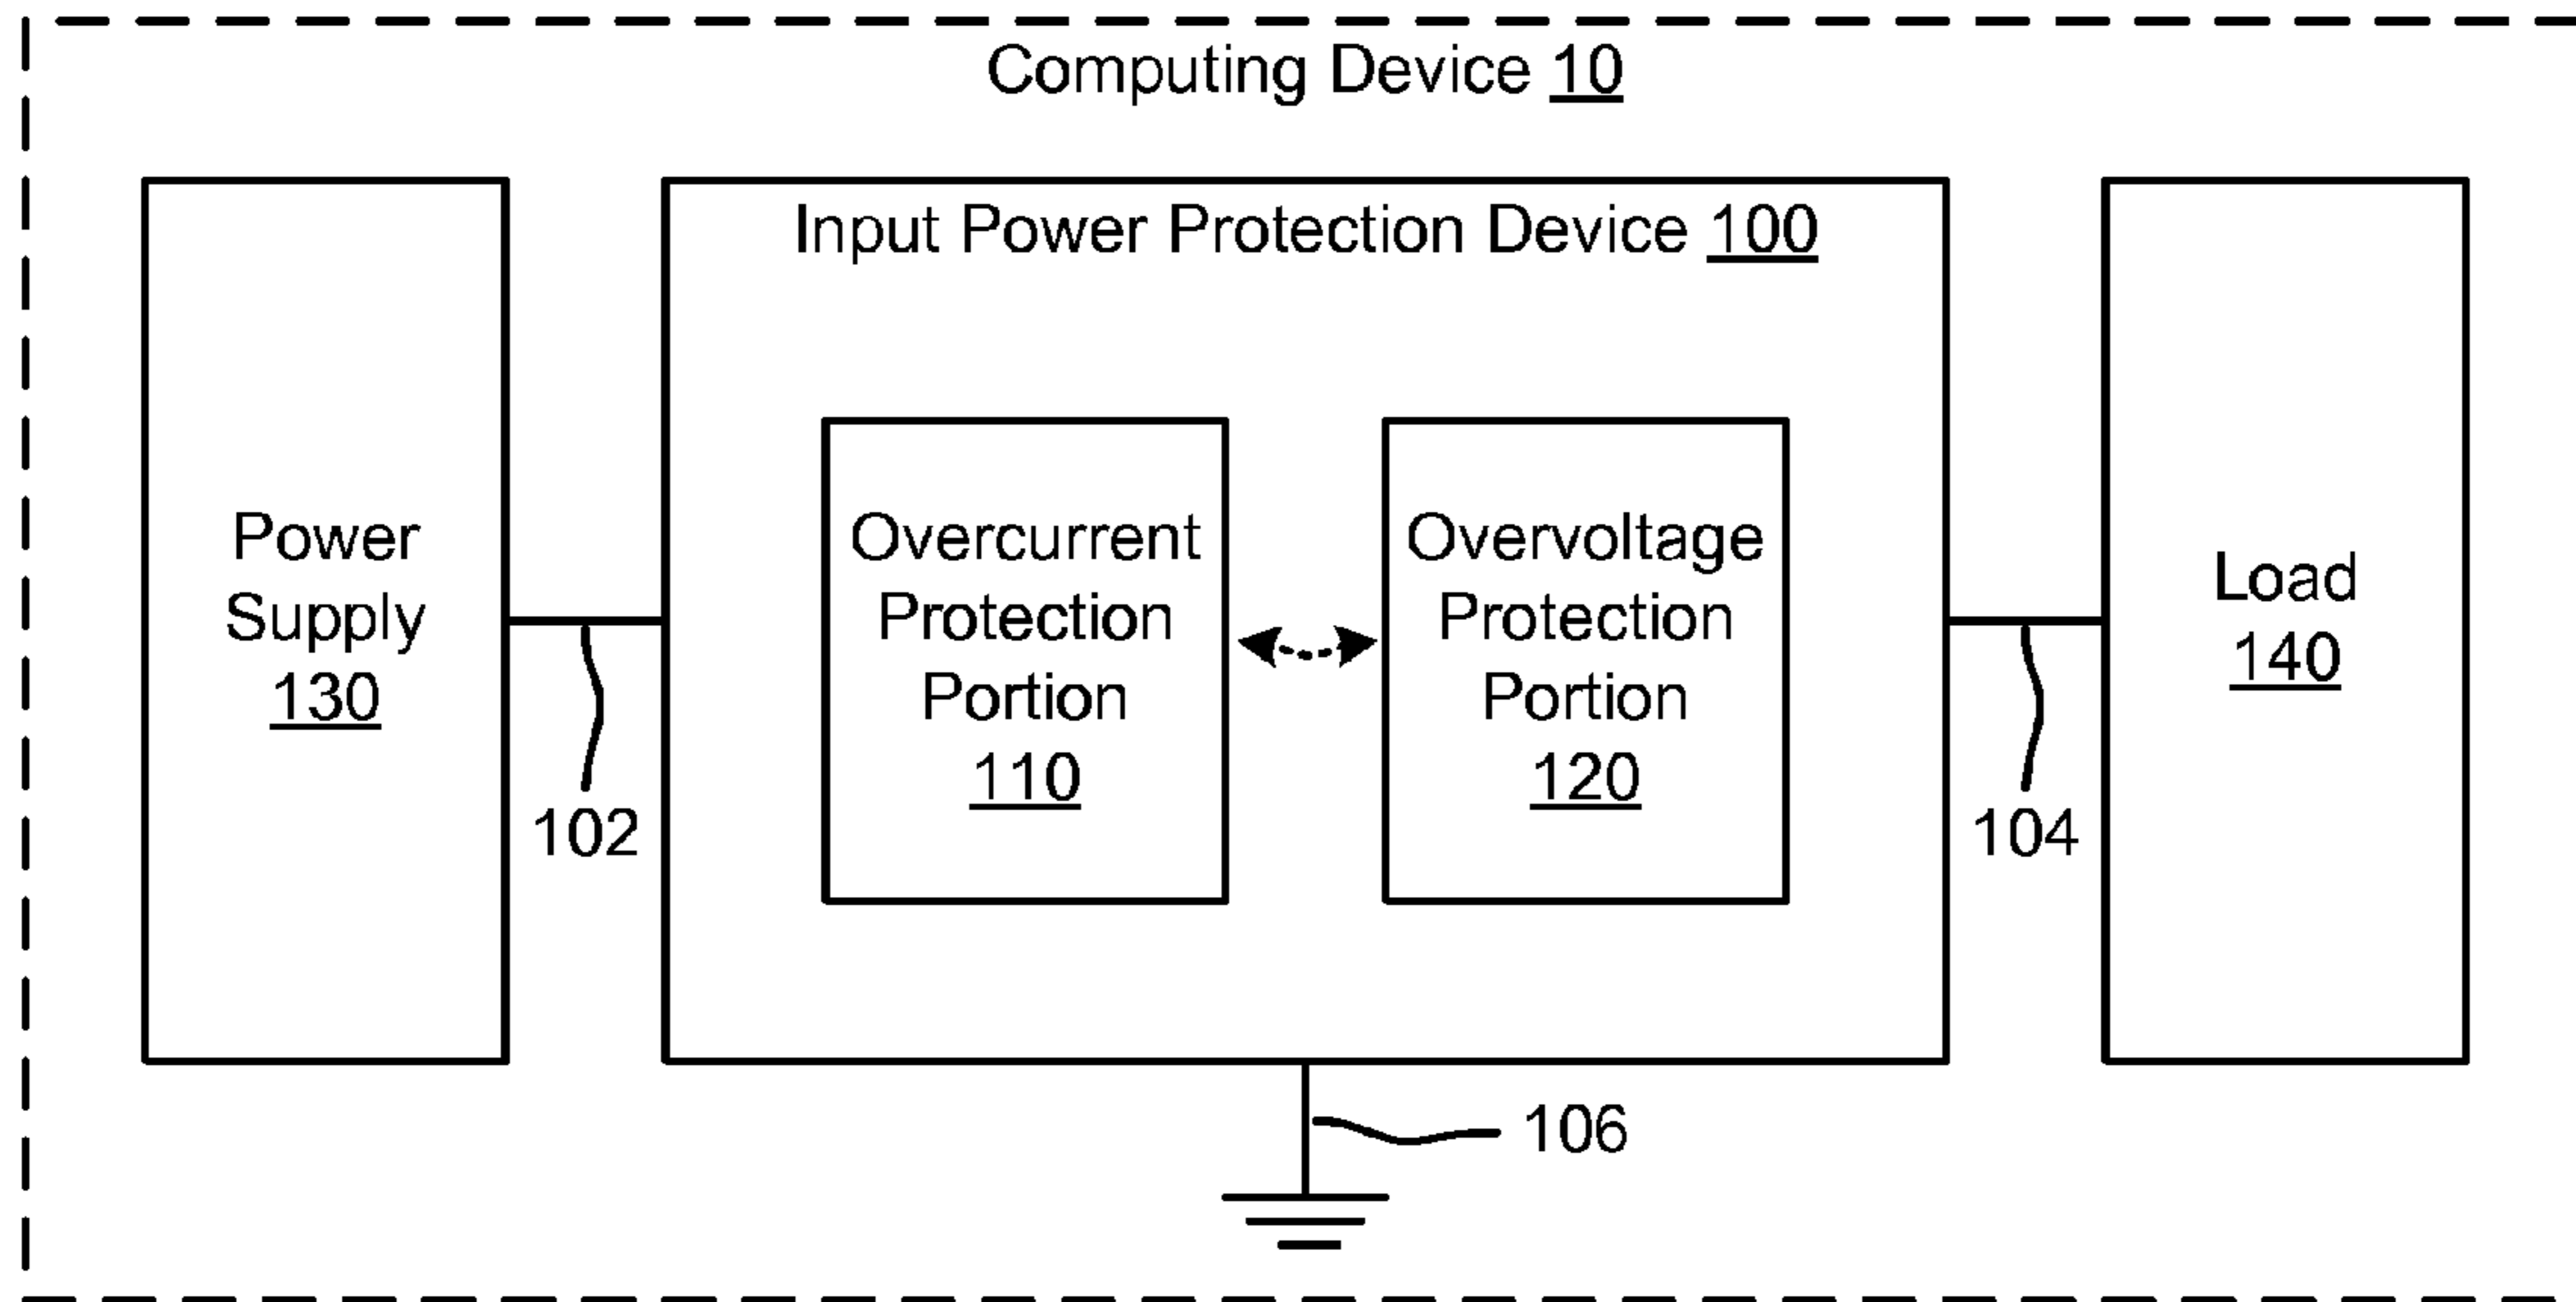 Computing Device 10
Input Power Protection Device 100
Power
Supply
130
102
Overcurrent
Protection
Portion
110
Overvoltage
Protection
Portion
120
104
Load
140
106